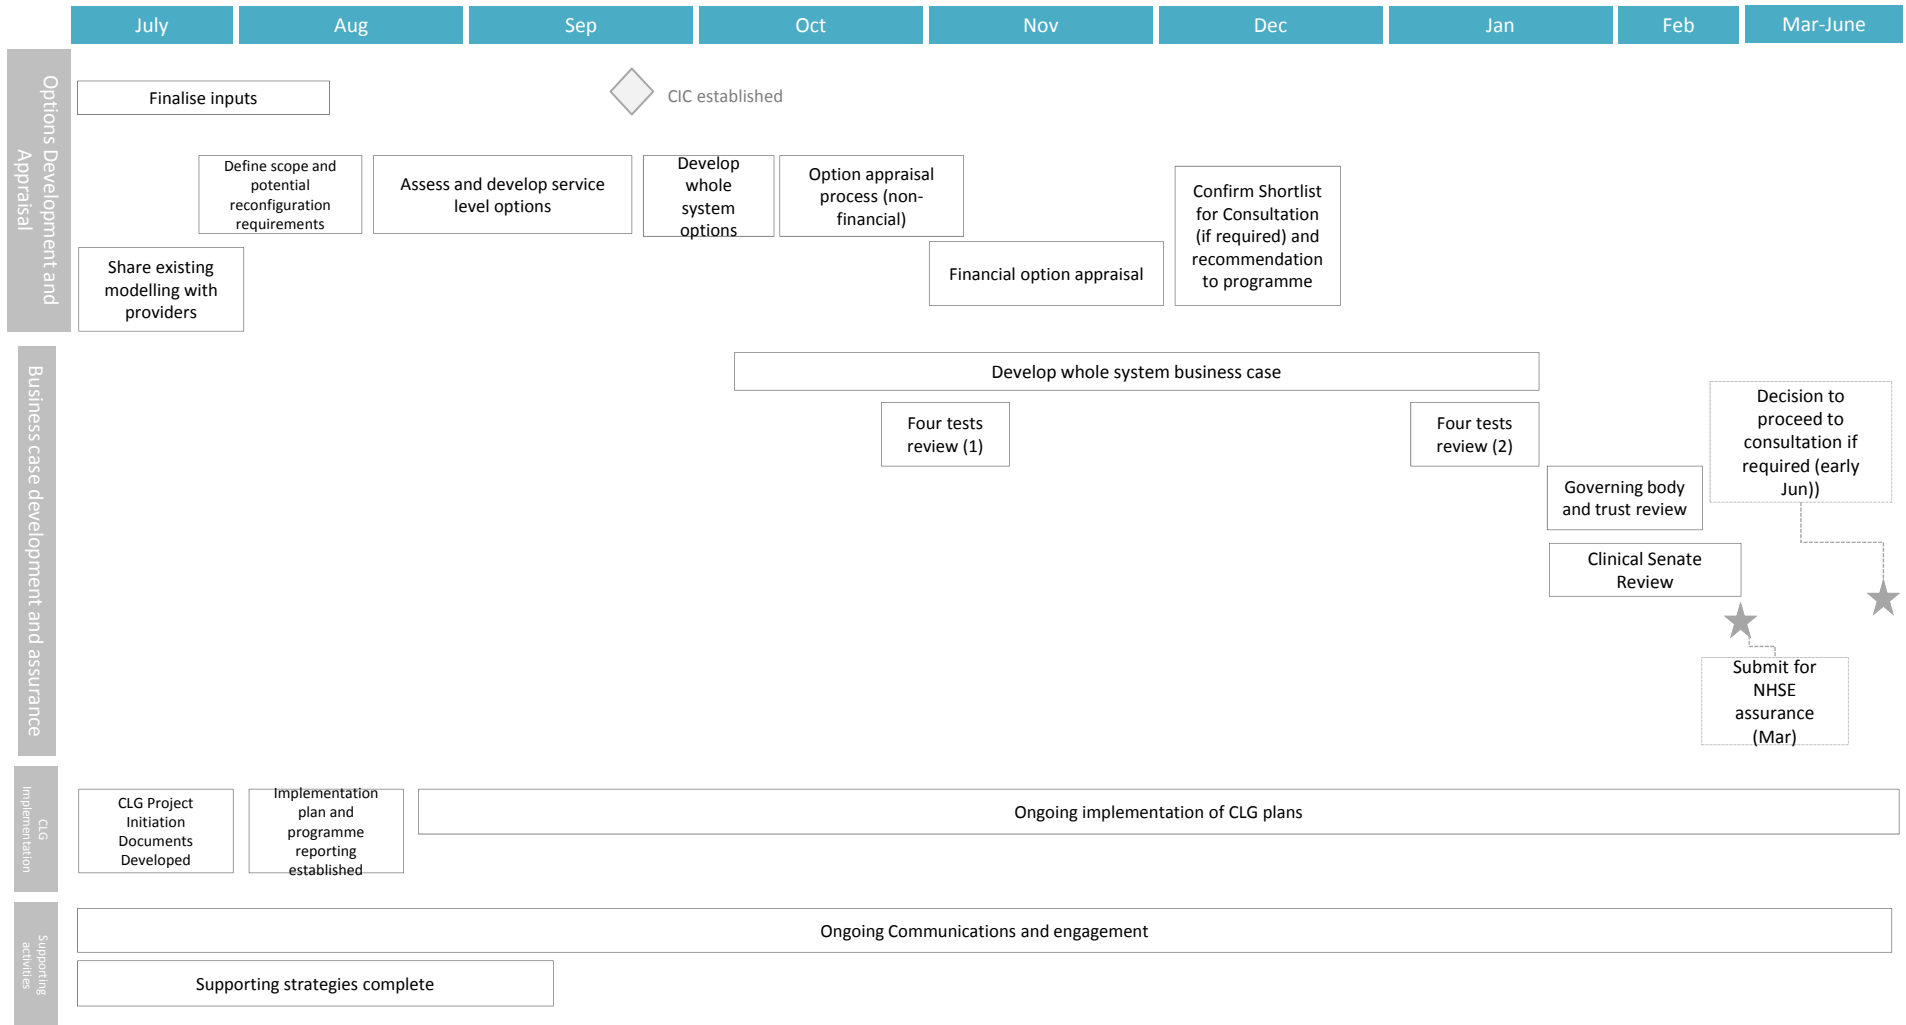 July
Aug
Sep
Oct
Nov
Dec
Jan
Feb
Mar-June
Options Development and
Appraisal
Finalise inputs
CIC established
Define scope and
potential
reconfiguration
requirements
Assess and develop service
level options
Develop
whole
system
options
Option appraisal
process (non-
financial)
Confirm Shortlist
for Consultation
(if required) and
recommendation
to programme
Share existing
modelling with
providers
Financial option appraisal
Business case development and assurance
Develop whole system business case
Four tests
review (1)
Four tests
review (2)
Decision to
proceed to
consultation if
required (early
Jun))
Governing body
and trust review
Clinical Senate
Review
Submit for
NHSE
assurance
(Mar)
CLG
Implementation
CLG Project
Initiation
Documents
Developed
Implementation
plan and
programme
reporting
established
Ongoing implementation of CLG plans
Supporting
activities
Ongoing Communications and engagement
Supporting strategies complete